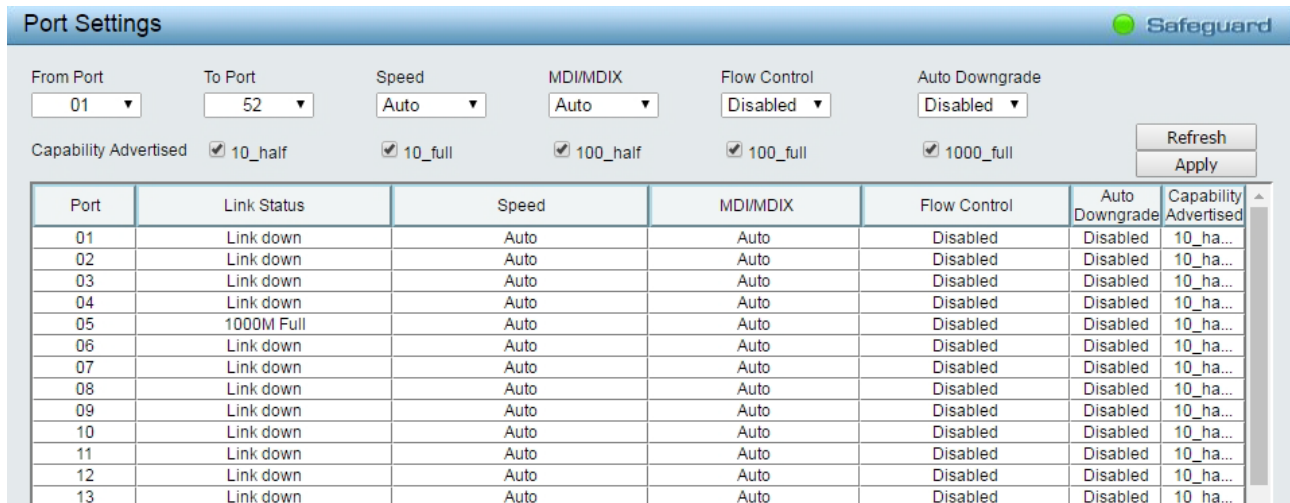 Port Settings Safeguard
From Port To Port Speed MDI/MDIX Flow Control Auto Downgrade
01 52 Auto Auto Disabled Disabled
Capability Advertised 10_half 10_full 100_half 100_full 1000_full
Refresh
Apply
Port Link Status Speed MDI/MDIX Flow Control Auto Downgrade Capability Advertised
01 Link down Auto Auto Disabled Disabled 10_ha...
02 Link down Auto Auto Disabled Disabled 10_ha...
03 Link down Auto Auto Disabled Disabled 10_ha...
04 Link down Auto Auto Disabled Disabled 10_ha...
05 1000M Full Auto Auto Disabled Disabled 10_ha...
06 Link down Auto Auto Disabled Disabled 10_ha...
07 Link down Auto Auto Disabled Disabled 10_ha...
08 Link down Auto Auto Disabled Disabled 10_ha...
09 Link down Auto Auto Disabled Disabled 10_ha...
10 Link down Auto Auto Disabled Disabled 10_ha...
11 Link down Auto Auto Disabled Disabled 10_ha...
12 Link down Auto Auto Disabled Disabled 10_ha...
13 Link down Auto Auto Disabled Disabled 10_ha...